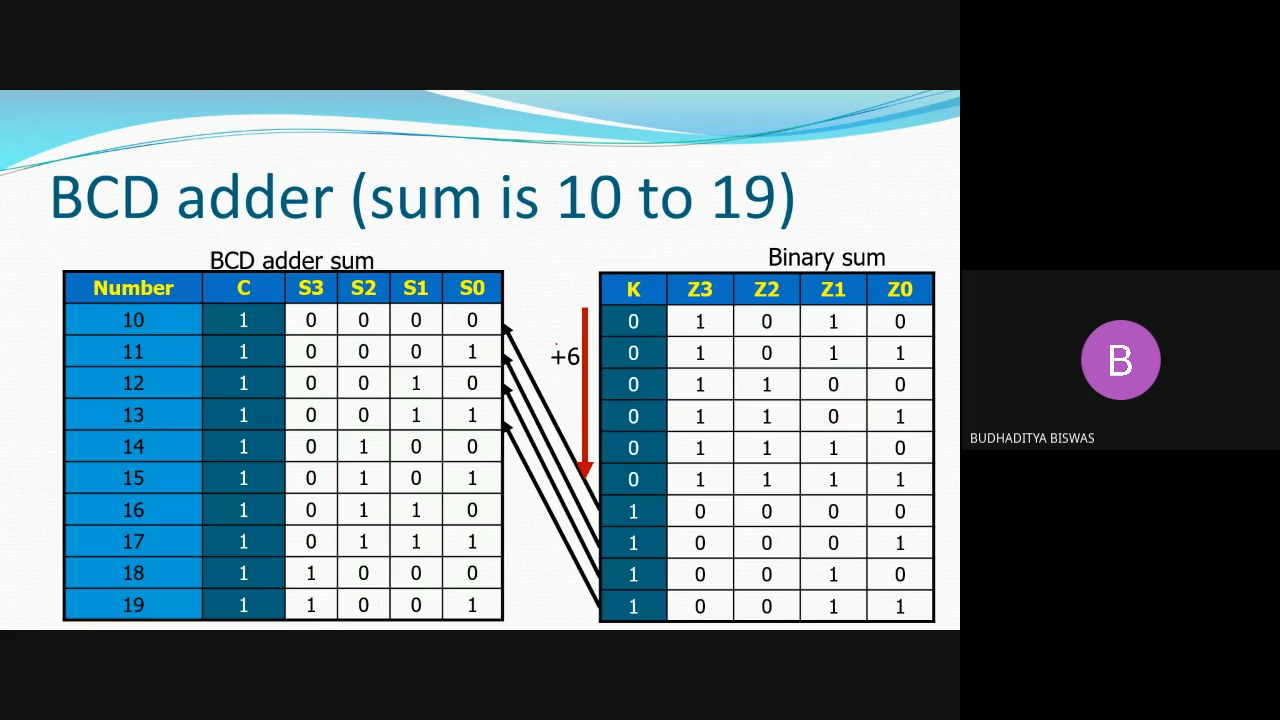 BCD adder (sum is 10 to 19)
BCD adder sum
Number C S3 S2 S1 S0
10 1 0 0 0 0
11 1 0 0 0 1
12 1 0 0 1 0
13 1 0 0 1 1
14 1 0 1 0 0
15 1 0 1 0 1
16 1 0 1 1 0
17 1 0 1 1 1
18 1 1 0 0 0
19 1 1 0 0 1
+6
Binary sum
K Z3 Z2 Z1 Z0
0 1 0 1 0
0 1 0 1 1
0 1 1 0 0
0 1 1 0 1
0 1 1 1 0
0 1 1 1 1
1 0 0 0 0
1 0 0 0 1
1 0 0 1 0
1 0 0 1 1
B
BUDHADITYA BISWAS